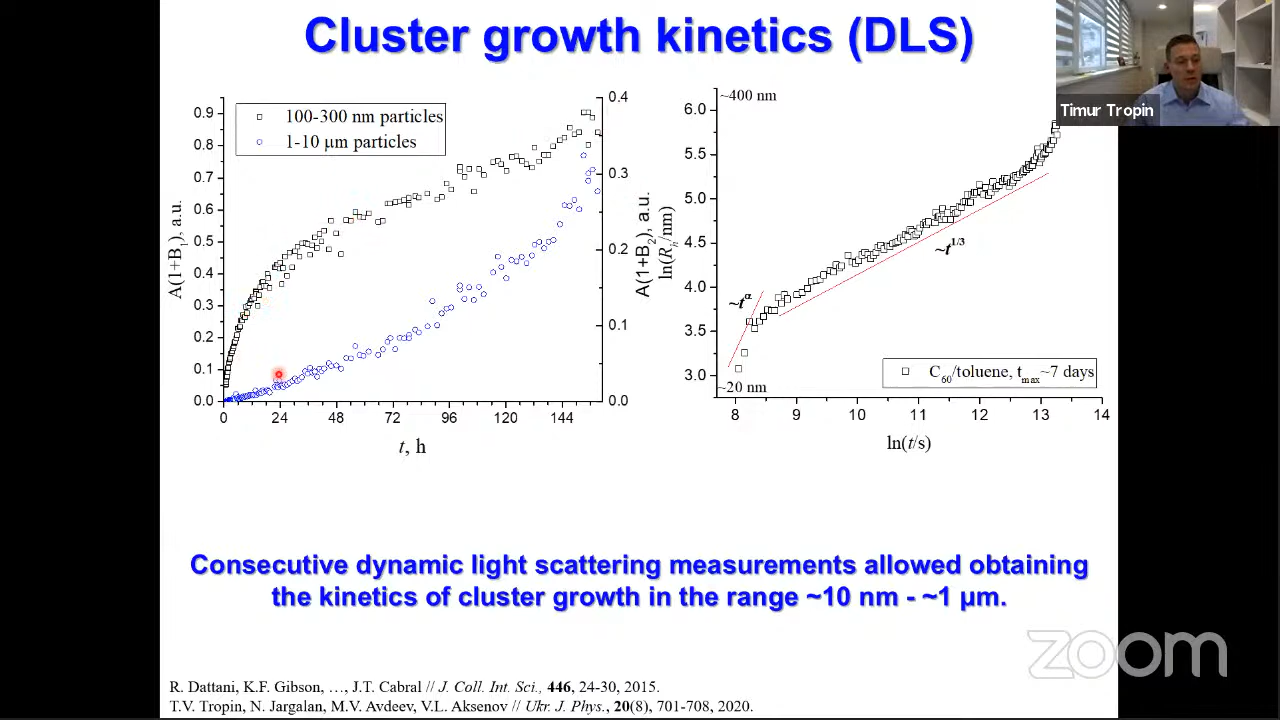 Cluster growth kinetics (DLS)
Timur Tropin
100-300 nm particles
1-10 µm particles
A(1+B1), a.u.
0.9
0.8
0.7
0.6
0.5
0.4
0.3
0.2
0.1
0.0
0.4
0.3
0.2
0.1
0.0
A(1+B2), a.u.
0 24 48 72 96 120 144
t, h
~400 nm
ln(Rh/nm)
6.0
5.5
5.0
4.5
4.0
3.5
3.0
~t^1/3
~t^α
C60/toluene, tmax~7 days
~20 nm
8 9 10 11 12 13 14
ln(t/s)
Consecutive dynamic light scattering measurements allowed obtaining
the kinetics of cluster growth in the range ~10 nm - ~1 µm.
zoom
R. Dattani, K.F. Gibson, …, J.T. Cabral // J. Coll. Int. Sci., 446, 24-30, 2015.
T.V. Tropin, N. Jargalan, M.V. Avdeev, V.L. Aksenov // Ukr. J. Phys., 20(8), 701-708, 2020.